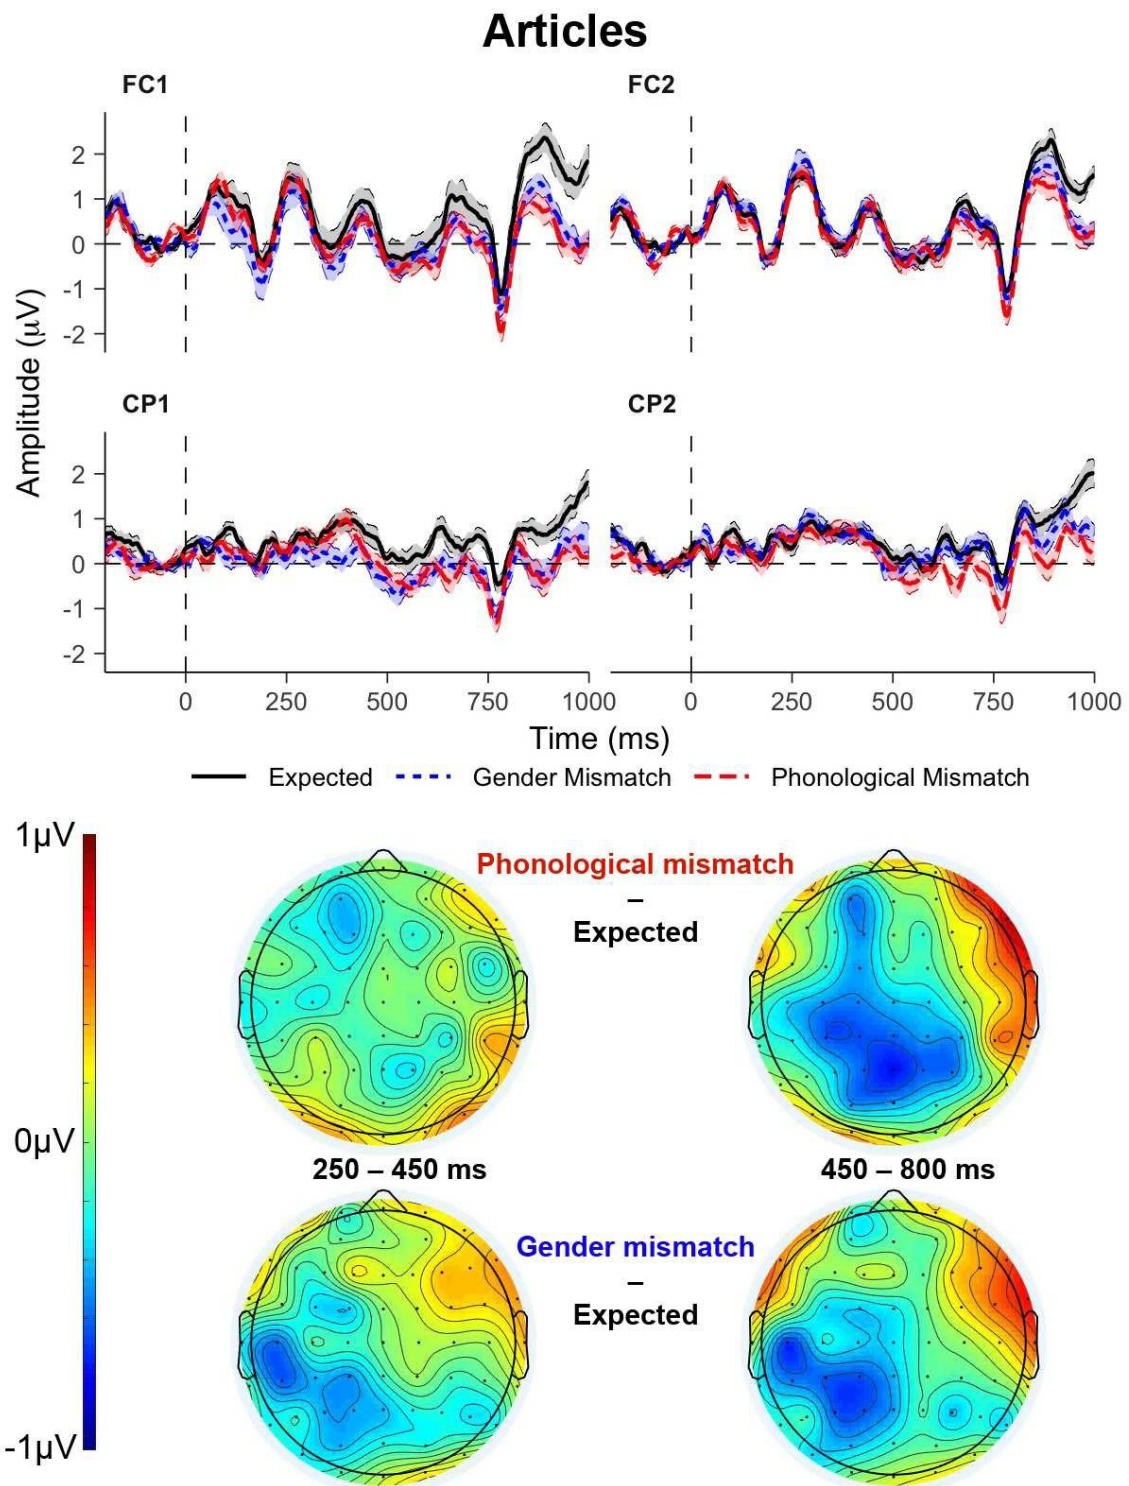 Articles
FC1 FC2
2
1
0
-1
-2
Amplitude (µV)
CP1 CP2
2
1
0
-1
-2
0 250 500 750 1000 0 250 500 750 1000
Time (ms)
Expected Gender Mismatch Phonological Mismatch
1µV
Phonological mismatch
–
Expected
0µV
250 – 450 ms 450 – 800 ms
Gender mismatch
–
Expected
-1µV